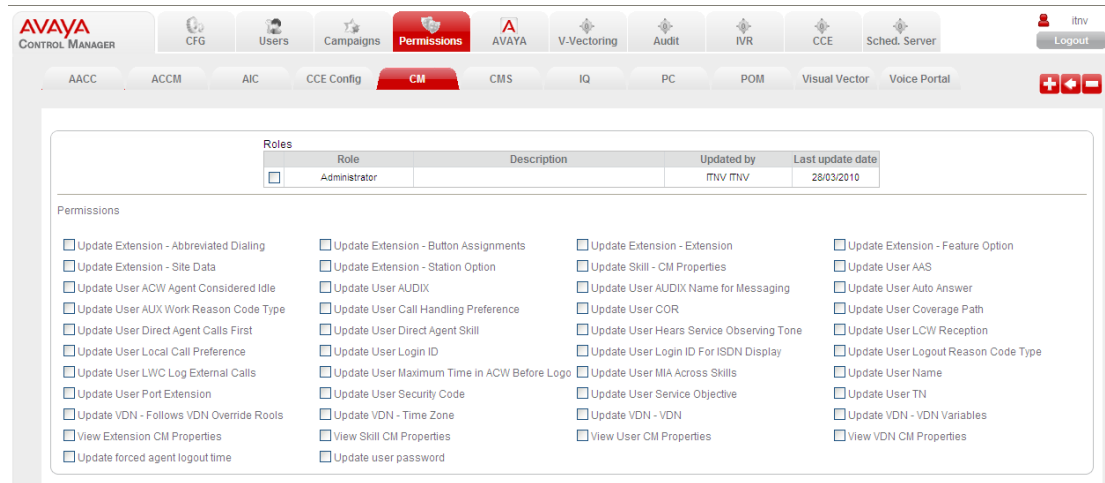 AVAYA
CONTROL MANAGER
CFG Users Campaigns Permissions AVAYA V-Vectoring Audit IVR CCE Sched. Server
itnv
Logout
AACC ACCM AIC CCE Config CM CMS IQ PC POM Visual Vector Voice Portal
Roles
Role Description Updated by Last update date
Administrator ITNV ITNV 28/03/2010
Permissions
Update Extension - Abbreviated Dialing Update Extension - Button Assignments Update Extension - Extension Update Extension - Feature Option
Update Extension - Site Data Update Extension - Station Option Update Skill - CM Properties Update User AAS
Update User ACW Agent Considered Idle Update User AUDIX Update User AUDIX Name for Messaging Update User Auto Answer
Update User AUX Work Reason Code Type Update User Call Handling Preference Update User COR Update User Coverage Path
Update User Direct Agent Calls First Update User Direct Agent Skill Update User Hears Service Observing Tone Update User LCW Reception
Update User Local Call Preference Update User Login ID Update User Login ID For ISDN Display Update User Logout Reason Code Type
Update User LWC Log External Calls Update User Maximum Time in ACW Before Logo Update User MIA Across Skills Update User Name
Update User Port Extension Update User Security Code Update User Service Objective Update User TN
Update VDN - Follows VDN Override Rools Update VDN - Time Zone Update VDN - VDN Update VDN - VDN Variables
View Extension CM Properties View Skill CM Properties View User CM Properties View VDN CM Properties
Update forced agent logout time Update user password